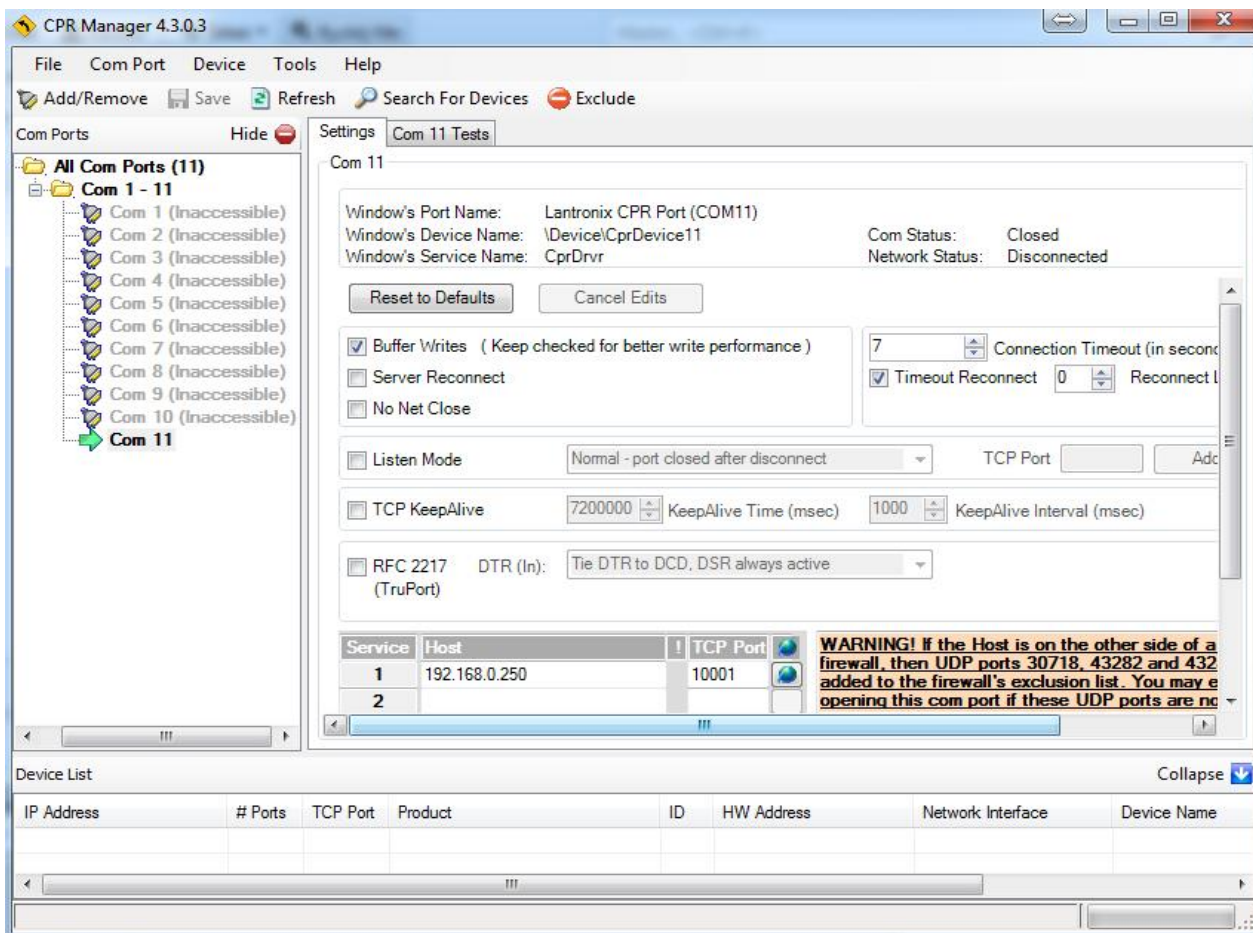 CPR Manager 4.3.0.3
File Com Port Device Tools Help
Add/Remove Save Refresh Search For Devices Exclude
Com Ports Hide
All Com Ports (11)
Com 1 - 11
Com 1 (Inaccessible)
Com 2 (Inaccessible)
Com 3 (Inaccessible)
Com 4 (Inaccessible)
Com 5 (Inaccessible)
Com 6 (Inaccessible)
Com 7 (Inaccessible)
Com 8 (Inaccessible)
Com 9 (Inaccessible)
Com 10 (Inaccessible)
Com 11
Settings Com 11 Tests
Com 11
Window's Port Name: Lantronix CPR Port (COM11)
Window's Device Name: \Device\CprDevice11 Com Status: Closed
Window's Service Name: CprDrvr Network Status: Disconnected
Reset to Defaults Cancel Edits
Buffer Writes ( Keep checked for better write performance ) 7 Connection Timeout (in secon
Server Reconnect Timeout Reconnect 0 Reconnect L
No Net Close
Listen Mode Normal - port closed after disconnect TCP Port Adc
TCP KeepAlive 7200000 KeepAlive Time (msec) 1000 KeepAlive Interval (msec)
RFC 2217 DTR (In): Tie DTR to DCD, DSR always active
(TruPort)
Service Host ! TCP Port
1 192.168.0.250 10001
2
WARNING! If the Host is on the other side of a
firewall, then UDP ports 30718, 43282 and 432
added to the firewall's exclusion list. You may e
opening this com port if these UDP ports are no
Device List Collapse
IP Address # Ports TCP Port Product ID HW Address Network Interface Device Name